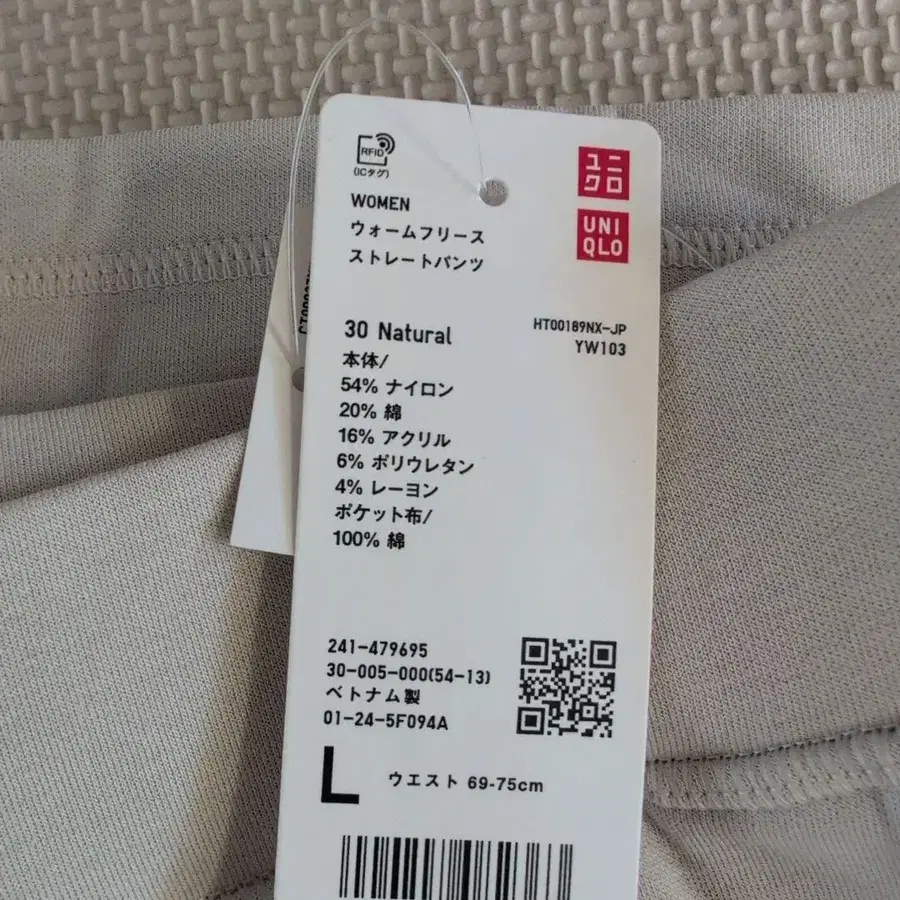 RFID
(ICタグ)
ユニ
クロ
UNI
QLO
WOMEN
ウォームフリース
ストレートパンツ
30 Natural
HT00189NX-JP
YW103
本体/
54% ナイロン
20% 綿
16% アクリル
6% ポリウレタン
4% レーヨン
ポケット布/
100% 綿
241-479695
30-005-000(54-13)
ベトナム製
01-24-5F094A
L
ウエスト 69-75cm